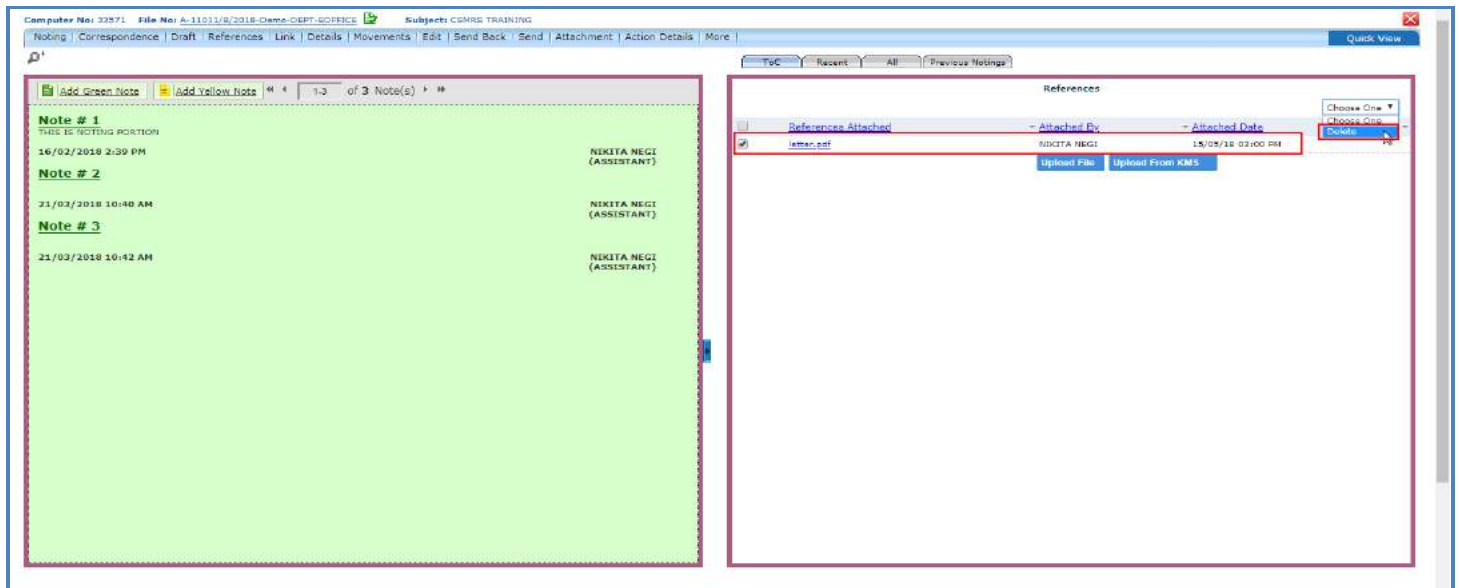 Computer No: 32571 File No: A-11011/8/2018-Demo-DEPT-EOFFICE Subject: CSMRS TRAINING
Noting | Correspondence | Draft | References | Link | Details | Movements | Edit | Send Back | Send | Attachment | Action Details | More |
Quick View
ToC Recent All Previous Notings
Add Green Note Add Yellow Note 1-3 of 3 Note(s)
Note # 1
THIS IS NOTING PORTION
16/02/2018 2:39 PM NIKITA NEGI
(ASSISTANT)
Note # 2
21/03/2018 10:40 AM NIKITA NEGI
(ASSISTANT)
Note # 3
21/03/2018 10:42 AM NIKITA NEGI
(ASSISTANT)
References
Choose One
Choose One
Delete
References Attached Attached By Attached Date
letter.pdf NIKITA NEGI 15/05/18 03:00 PM
Upload File Upload From KMS